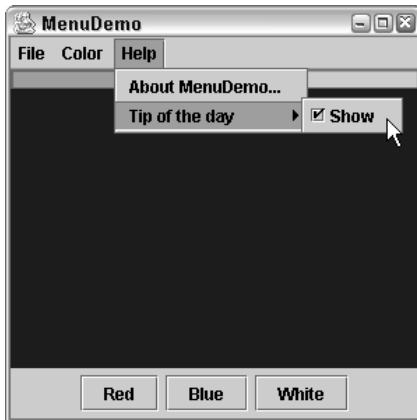 MenuDemo
File Color Help
About MenuDemo...
Tip of the day
Show
Red Blue White